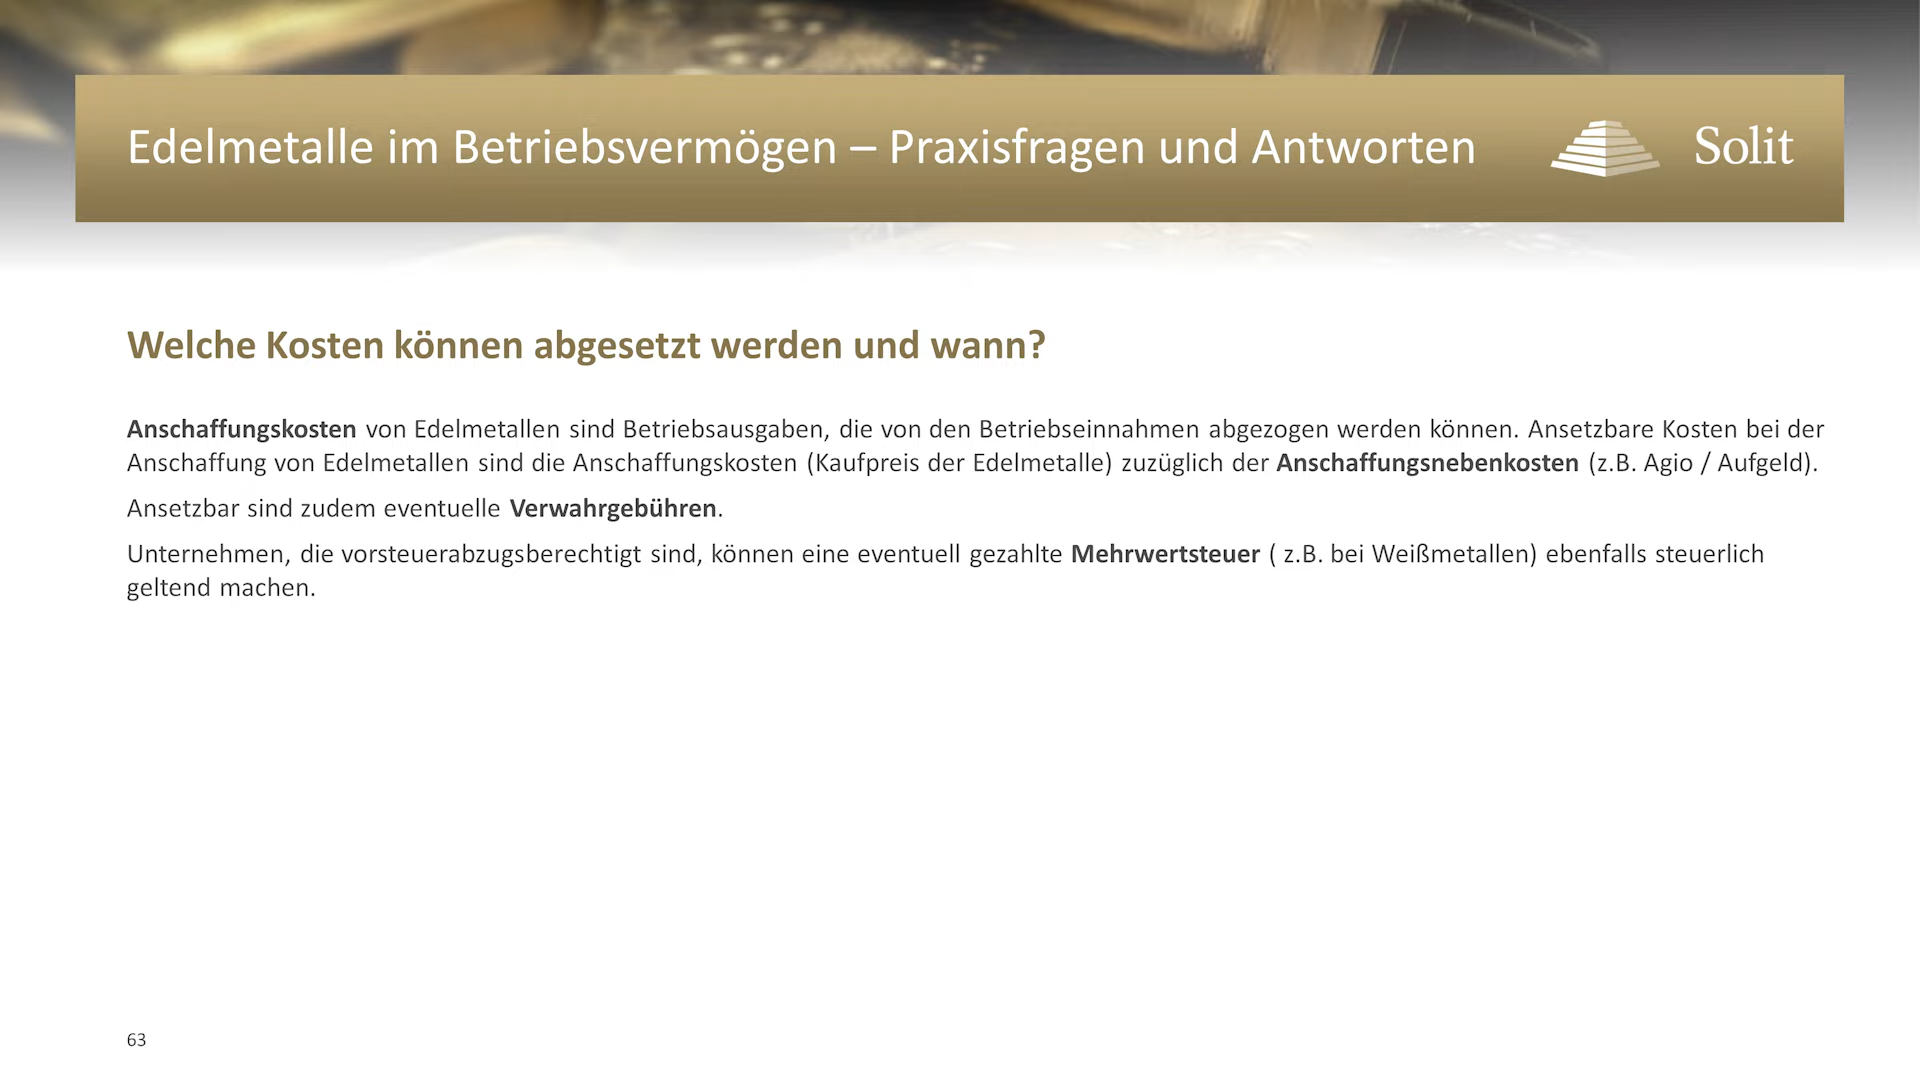 Edelmetalle im Betriebsvermögen – Praxisfragen und Antworten
Solit
Welche Kosten können abgesetzt werden und wann?
Anschaffungskosten von Edelmetallen sind Betriebsausgaben, die von den Betriebseinnahmen abgezogen werden können. Ansetzbare Kosten bei der
Anschaffung von Edelmetallen sind die Anschaffungskosten (Kaufpreis der Edelmetalle) zuzüglich der Anschaffungsnebenkosten (z.B. Agio / Aufgeld).
Ansetzbar sind zudem eventuelle Verwahrgebühren.
Unternehmen, die vorsteuerabzugsberechtigt sind, können eine eventuell gezahlte Mehrwertsteuer ( z.B. bei Weißmetallen) ebenfalls steuerlich
geltend machen.
63